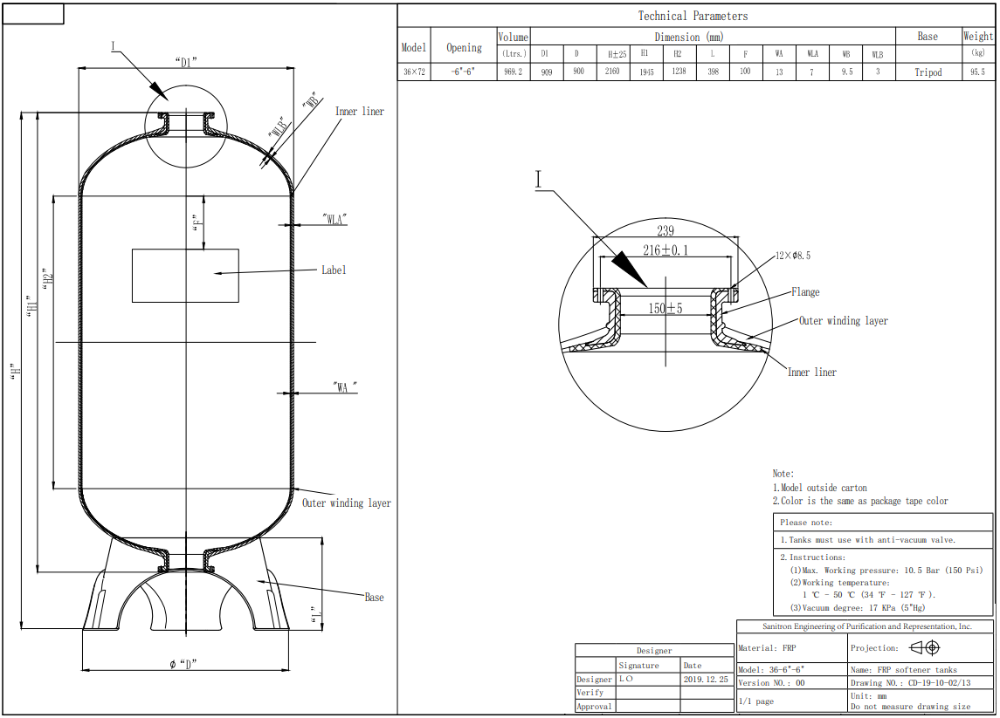 Technical Parameters
Model Opening Volume Dimension (mm) Base Weight
(Ltrs.) D1 D H±25 H1 H2 L F WA WLA WB WLB (kg)
36×72 -6"-6" 969.2 909 900 2160 1945 1238 398 100 13 7 9.5 3 Tripod 95.5
I
“D1”
"WLB"
"WB"
Inner liner
"WLA"
“F”
Label
“H2”
“H1”
“H”
"WA "
Outer winding layer
Base
“L”
ϕ “D”
I
239
216±0.1
12×ϕ8.5
Flange
150±5
Outer winding layer
Inner liner
Note:
1.Model outside carton
2.Color is the same as package tape color
Please note:
1.Tanks must use with anti-vacuum valve.
2.Instructions:
(1)Max. Working pressure: 10.5 Bar (150 Psi)
(2)Working temperature:
1 ℃ - 50 ℃ (34 ℉ - 127 ℉ ).
(3)Vacuum degree: 17 KPa (5"Hg)
Sanitron Engineering of Purification and Representation, Inc.
Material: FRP Projection:
Model: 36-6"-6" Name: FRP softener tanks
Version NO.: 00 Drawing NO.: CD-19-10-02/13
1/1 page Unit: mm
Do not measure drawing size
Designer
Signature Date
Designer LO 2019.12.25
Verify
Approval